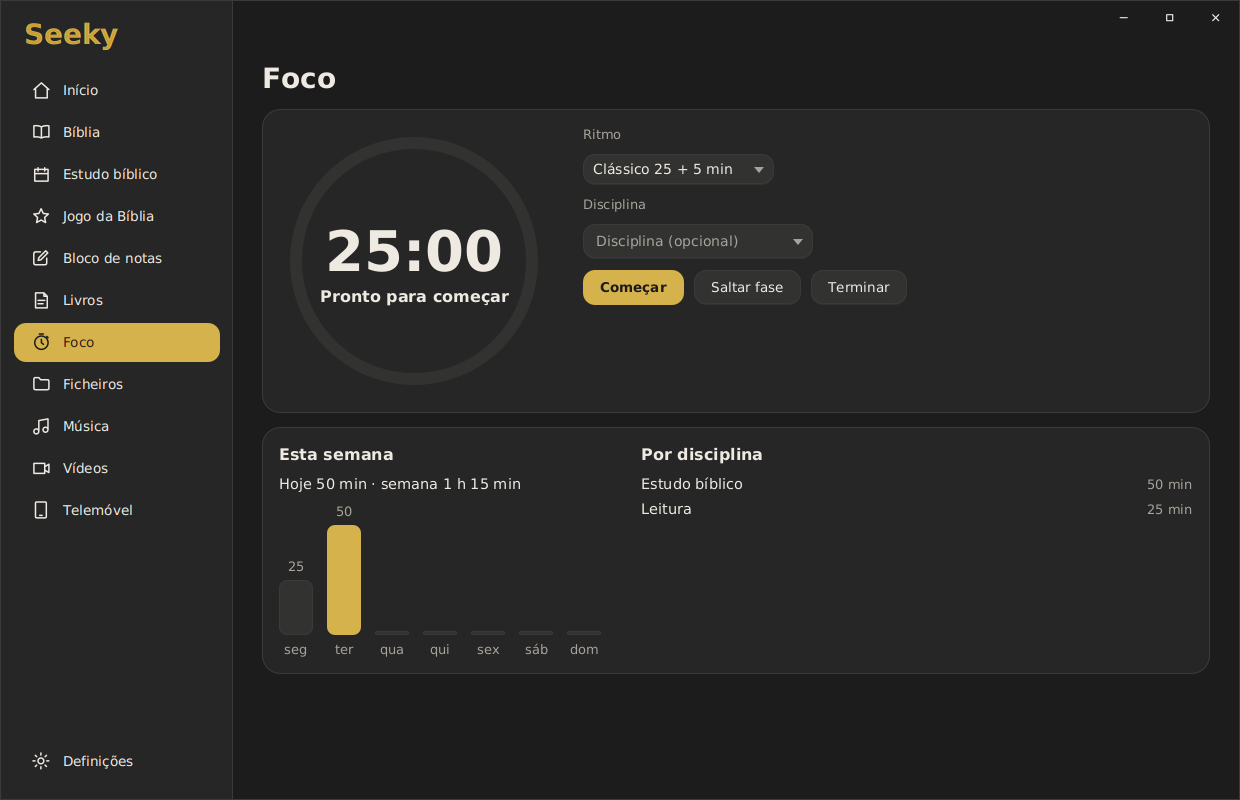 Seeky
Início
Bíblia
Estudo bíblico
Jogo da Bíblia
Bloco de notas
Livros
Foco
Ficheiros
Música
Vídeos
Telemóvel
Definições
Foco
25:00
Pronto para começar
Ritmo
Clássico 25 + 5 min
Disciplina
Disciplina (opcional)
Começar
Saltar fase
Terminar
Esta semana
Hoje 50 min · semana 1 h 15 min
25
50
seg
ter
qua
qui
sex
sáb
dom
Por disciplina
Estudo bíblico
50 min
Leitura
25 min